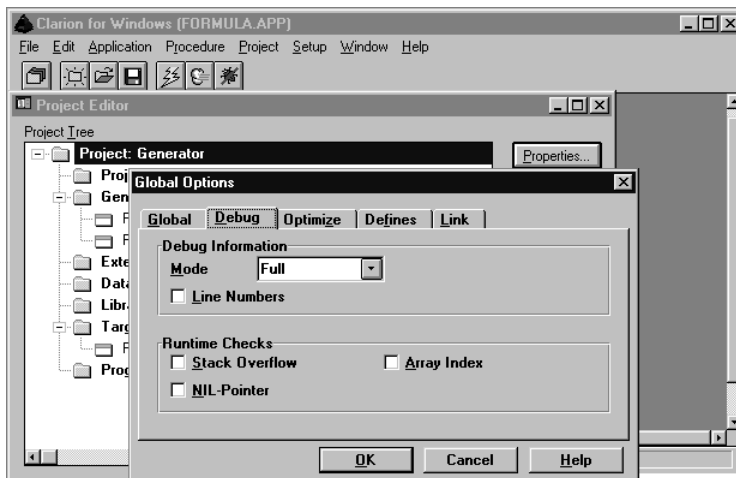 Clarion for Windows (FORMULA.APP)
File Edit Application Procedure Project Setup Window Help
Project Editor
Project Tree
Project: Generator
Properties...
Proj
Global Options
Gen
Global Debug Optimize Defines Link
F
Debug Information
F
Mode Full
Exte
Line Numbers
Data
Libra
Targ
Runtime Checks
F
Stack Overflow Array Index
Prog
NIL-Pointer
OK Cancel Help